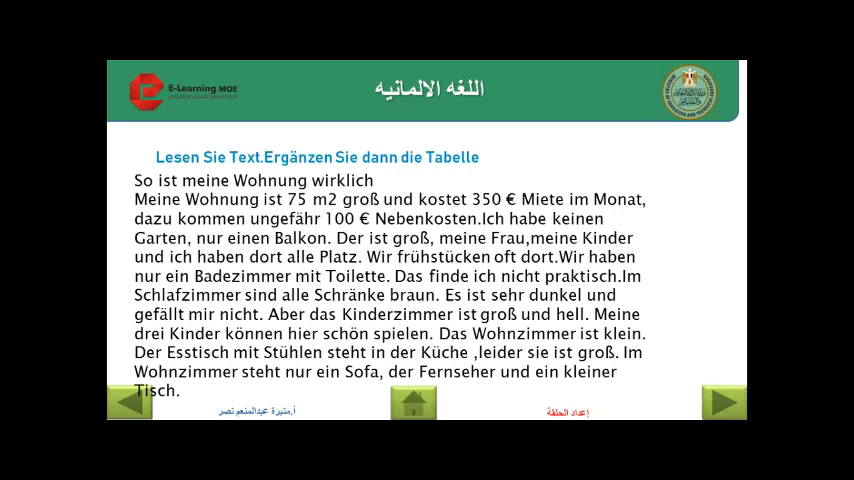 E-Learning MOE
اللغه الالمانيه
Lesen Sie Text.Ergänzen Sie dann die Tabelle
So ist meine Wohnung wirklich
Meine Wohnung ist 75 m2 groß und kostet 350 € Miete im Monat,
dazu kommen ungefähr 100 € Nebenkosten.Ich habe keinen
Garten, nur einen Balkon. Der ist groß, meine Frau,meine Kinder
und ich haben dort alle Platz. Wir frühstücken oft dort.Wir haben
nur ein Badezimmer mit Toilette. Das finde ich nicht praktisch.Im
Schlafzimmer sind alle Schränke braun. Es ist sehr dunkel und
gefällt mir nicht. Aber das Kinderzimmer ist groß und hell. Meine
drei Kinder können hier schön spielen. Das Wohnzimmer ist klein.
Der Esstisch mit Stühlen steht in der Küche ,leider sie ist groß. Im
Wohnzimmer steht nur ein Sofa, der Fernseher und ein kleiner
Tisch.
إعداد الحلقة
أ.منيرة عبدالمنعم نصر